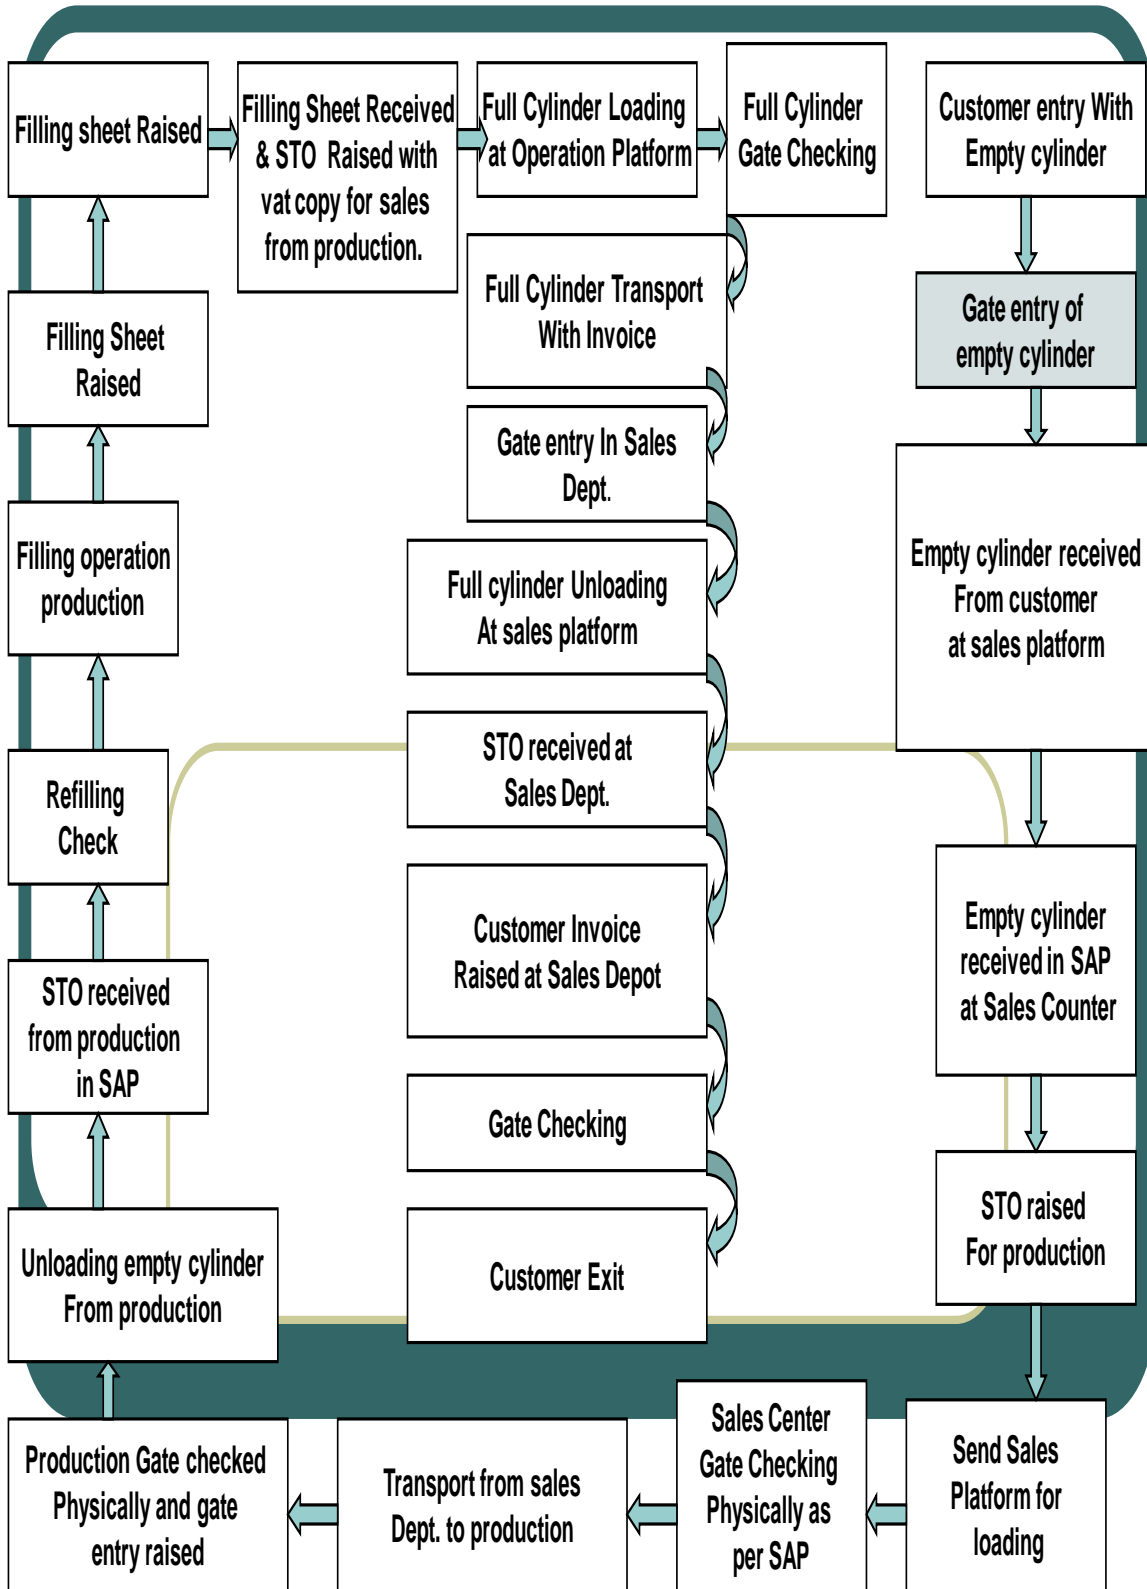 Filling sheet Raised
Filling Sheet Received
& STO Raised with
vat copy for sales
from production.
Full Cylinder Loading
at Operation Platform
Full Cylinder
Gate Checking
Customer entry With
Empty cylinder
Gate entry of
empty cylinder
Empty cylinder received
From customer
at sales platform
Empty cylinder
received in SAP
at Sales Counter
STO raised
For production
Send Sales
Platform for
loading
Sales Center
Gate Checking
Physically as
per SAP
Transport from sales
Dept. to production
Production Gate checked
Physically and gate
entry raised
Unloading empty cylinder
From production
STO received
from production
in SAP
Refilling
Check
Filling operation
production
Filling Sheet
Raised
Full Cylinder Transport
With Invoice
Gate entry In Sales
Dept.
Full cylinder Unloading
At sales platform
STO received at
Sales Dept.
Customer Invoice
Raised at Sales Depot
Gate Checking
Customer Exit